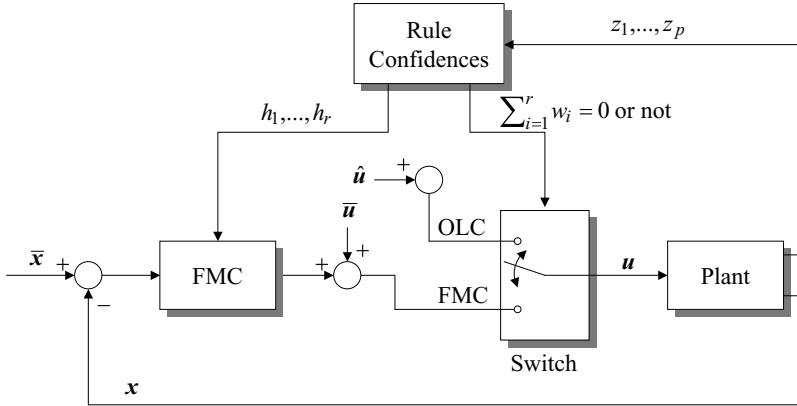 Rule
Confidences
z₁,...,zₚ
h₁,...,hᵣ
∑ᵢ₌₁ʳ wᵢ = 0 or not
û +
u̅
OLC
x̅ +
−
FMC
+ +
FMC
u
Plant
Switch
x